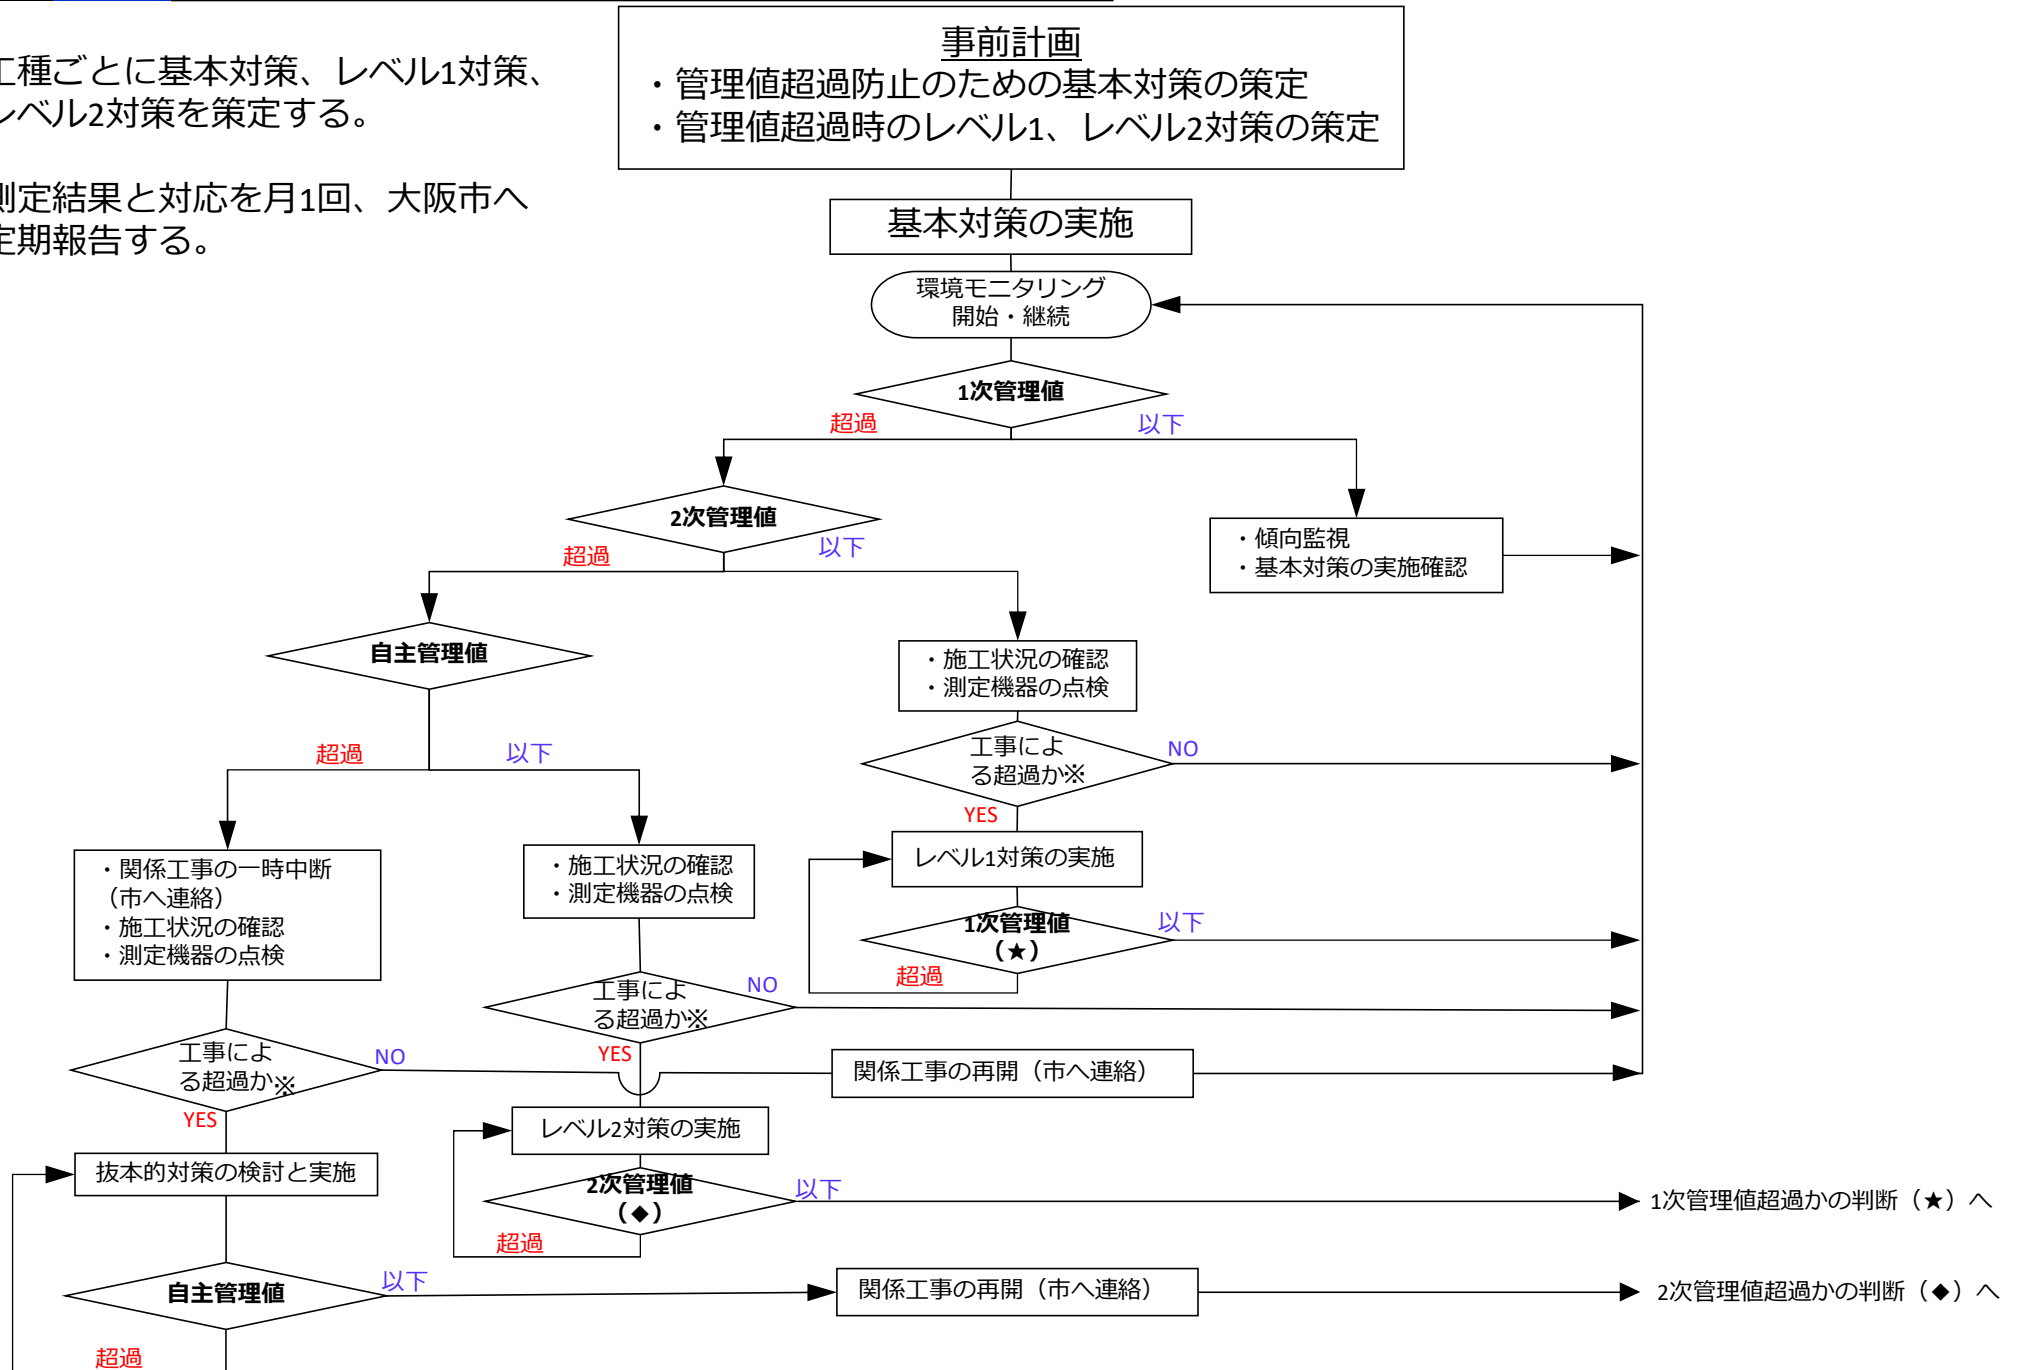 工種ごとに基本対策、レベル1対策、
レベル2対策を策定する。
測定結果と対応を月1回、大阪市へ
定期報告する。
事前計画
・管理値超過防止のための基本対策の策定
・管理値超過時のレベル1、レベル2対策の策定
基本対策の実施
環境モニタリング
開始・継続
1次管理値
超過
以下
2次管理値
超過
以下
・傾向監視
・基本対策の実施確認
自主管理値
・施工状況の確認
・測定機器の点検
超過
以下
工事によ
る超過か※
NO
YES
レベル1対策の実施
1次管理値
（★）
以下
超過
・関係工事の一時中断
（市へ連絡）
・施工状況の確認
・測定機器の点検
・施工状況の確認
・測定機器の点検
工事によ
る超過か※
NO
YES
工事によ
る超過か※
NO
YES
関係工事の再開（市へ連絡）
レベル2対策の実施
抜本的対策の検討と実施
2次管理値
（◆）
以下
超過
1次管理値超過かの判断（★）へ
自主管理値
以下
超過
関係工事の再開（市へ連絡）
2次管理値超過かの判断（◆）へ